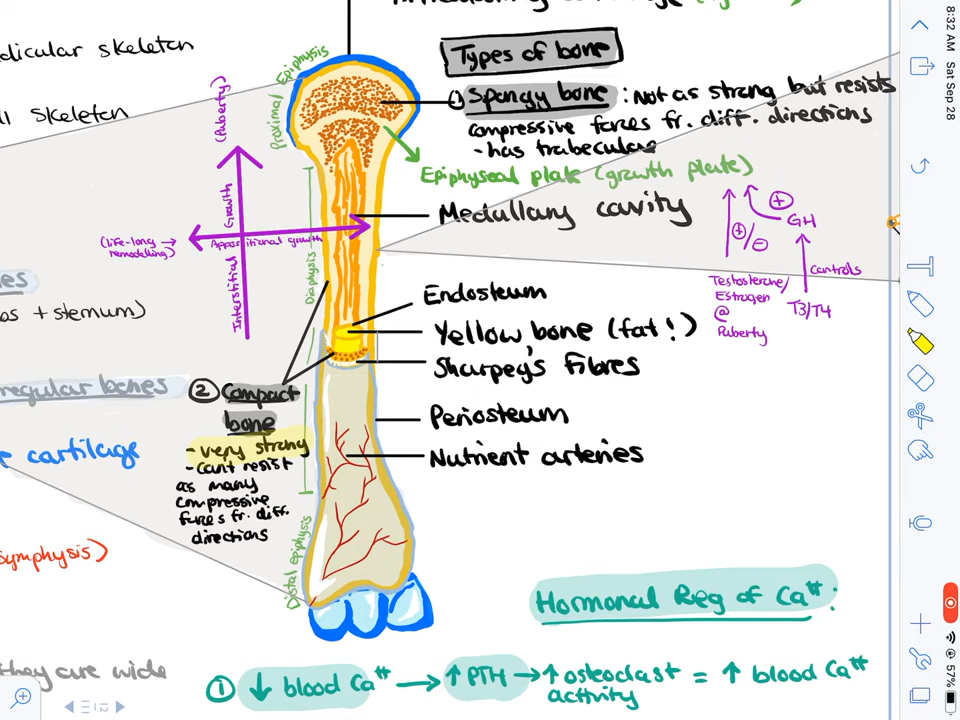 dicular skeleton
skeleton
Types of bone
① Spongy bone : Not as strong but resists
compressive forces fr. diff. directions
- has trabeculae
Epiphyseal plate (growth plate)
Medullary cavity
Proximal Epiphysis
(Puberty)
Growth
Interstitial
Appositional growth
(life-long →
remodelling)
Diaphysis
⊕
GH
⊕/⊖
controls
Testosterone/
Estrogen
@
Puberty
T3/T4
Endosteum
Yellow bone (fat!)
Sharpey's Fibres
Periosteum
Nutrient arteries
es
+ sternum)
regular bones
cartilage
symphysis)
② Compact
bone
- very strong
- can't resist
as many
compressive
forces fr. diff.
directions
Distal epiphysis
Hormonal Reg of Ca⁺⁺:
① ↓ blood Ca⁺⁺ → ↑ PTH → ↑ osteoclast = ↑ blood Ca⁺⁺
activity
they are wide
8:32 AM Sat Sep 28
57%
12